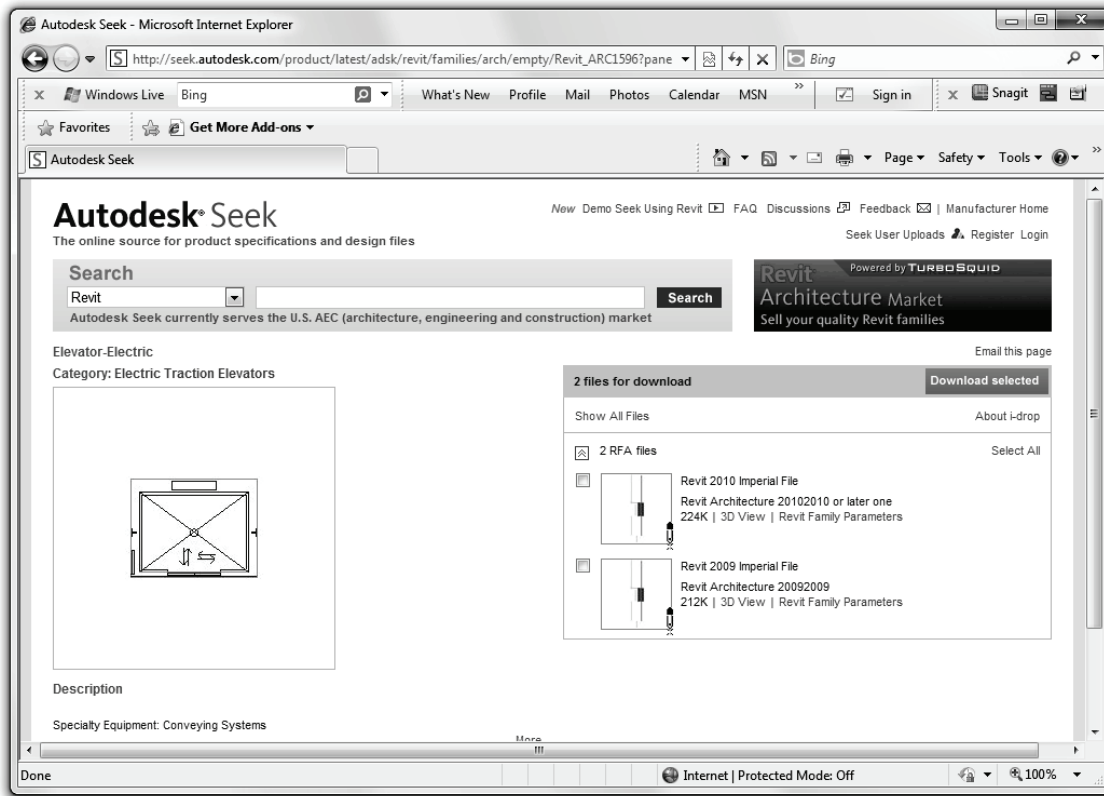 Autodesk Seek - Microsoft Internet Explorer
S http://seek.autodesk.com/product/latest/adsk/revit/families/arch/empty/Revit_ARC1596?pane Bing
x Windows Live Bing What's New Profile Mail Photos Calendar MSN » Sign in x Snagit
Favorites Get More Add-ons
S Autodesk Seek Page Safety Tools »
Autodesk® Seek
The online source for product specifications and design files
New Demo Seek Using Revit FAQ Discussions Feedback | Manufacturer Home
Seek User Uploads Register Login
Search
Revit Search
Autodesk Seek currently serves the U.S. AEC (architecture, engineering and construction) market
Revit Powered by TURBOSQUID
Architecture Market
Sell your quality Revit families
Elevator-Electric
Email this page
Category: Electric Traction Elevators
2 files for download Download selected
Show All Files About i-drop
2 RFA files Select All
Revit 2010 Imperial File
Revit Architecture 20102010 or later one
224K | 3D View | Revit Family Parameters
Revit 2009 Imperial File
Revit Architecture 20092009
212K | 3D View | Revit Family Parameters
Description
Specialty Equipment: Conveying Systems
More
Done Internet | Protected Mode: Off 100%